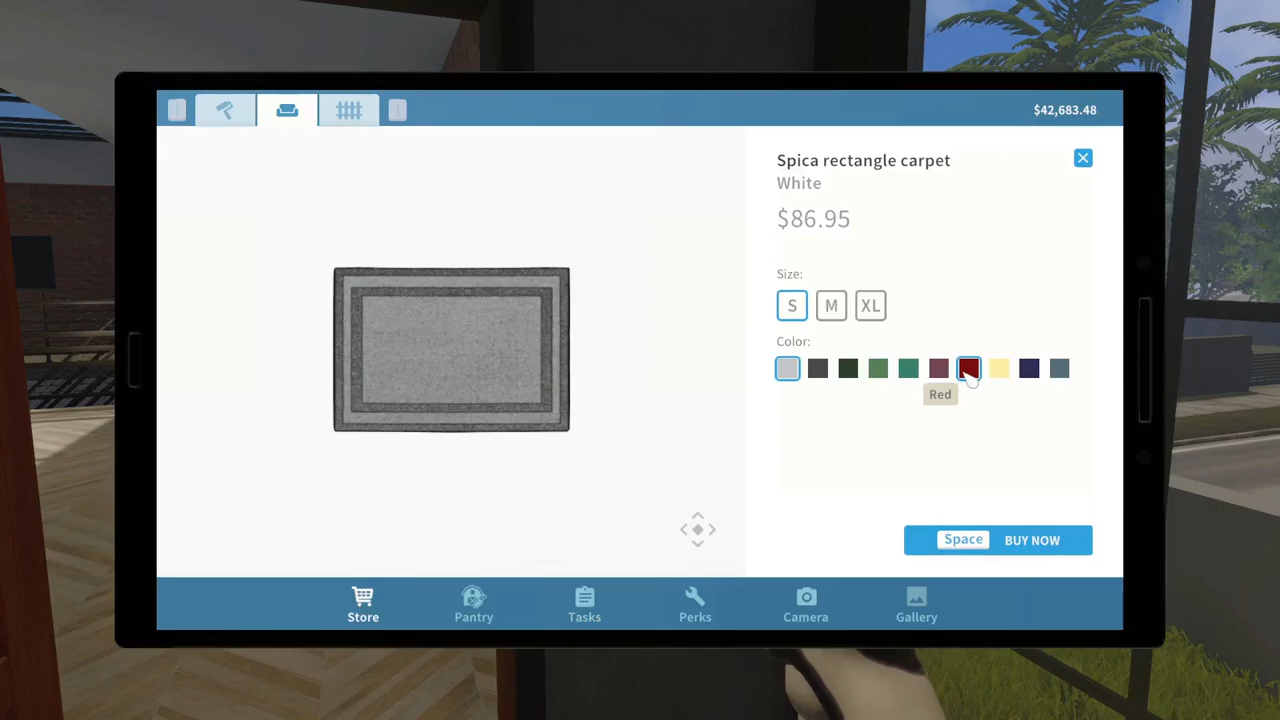 $42,683.48
Spica rectangle carpet
White
$86.95
Size:
S M XL
Color:
Red
Space BUY NOW
Store Pantry Tasks Perks Camera Gallery